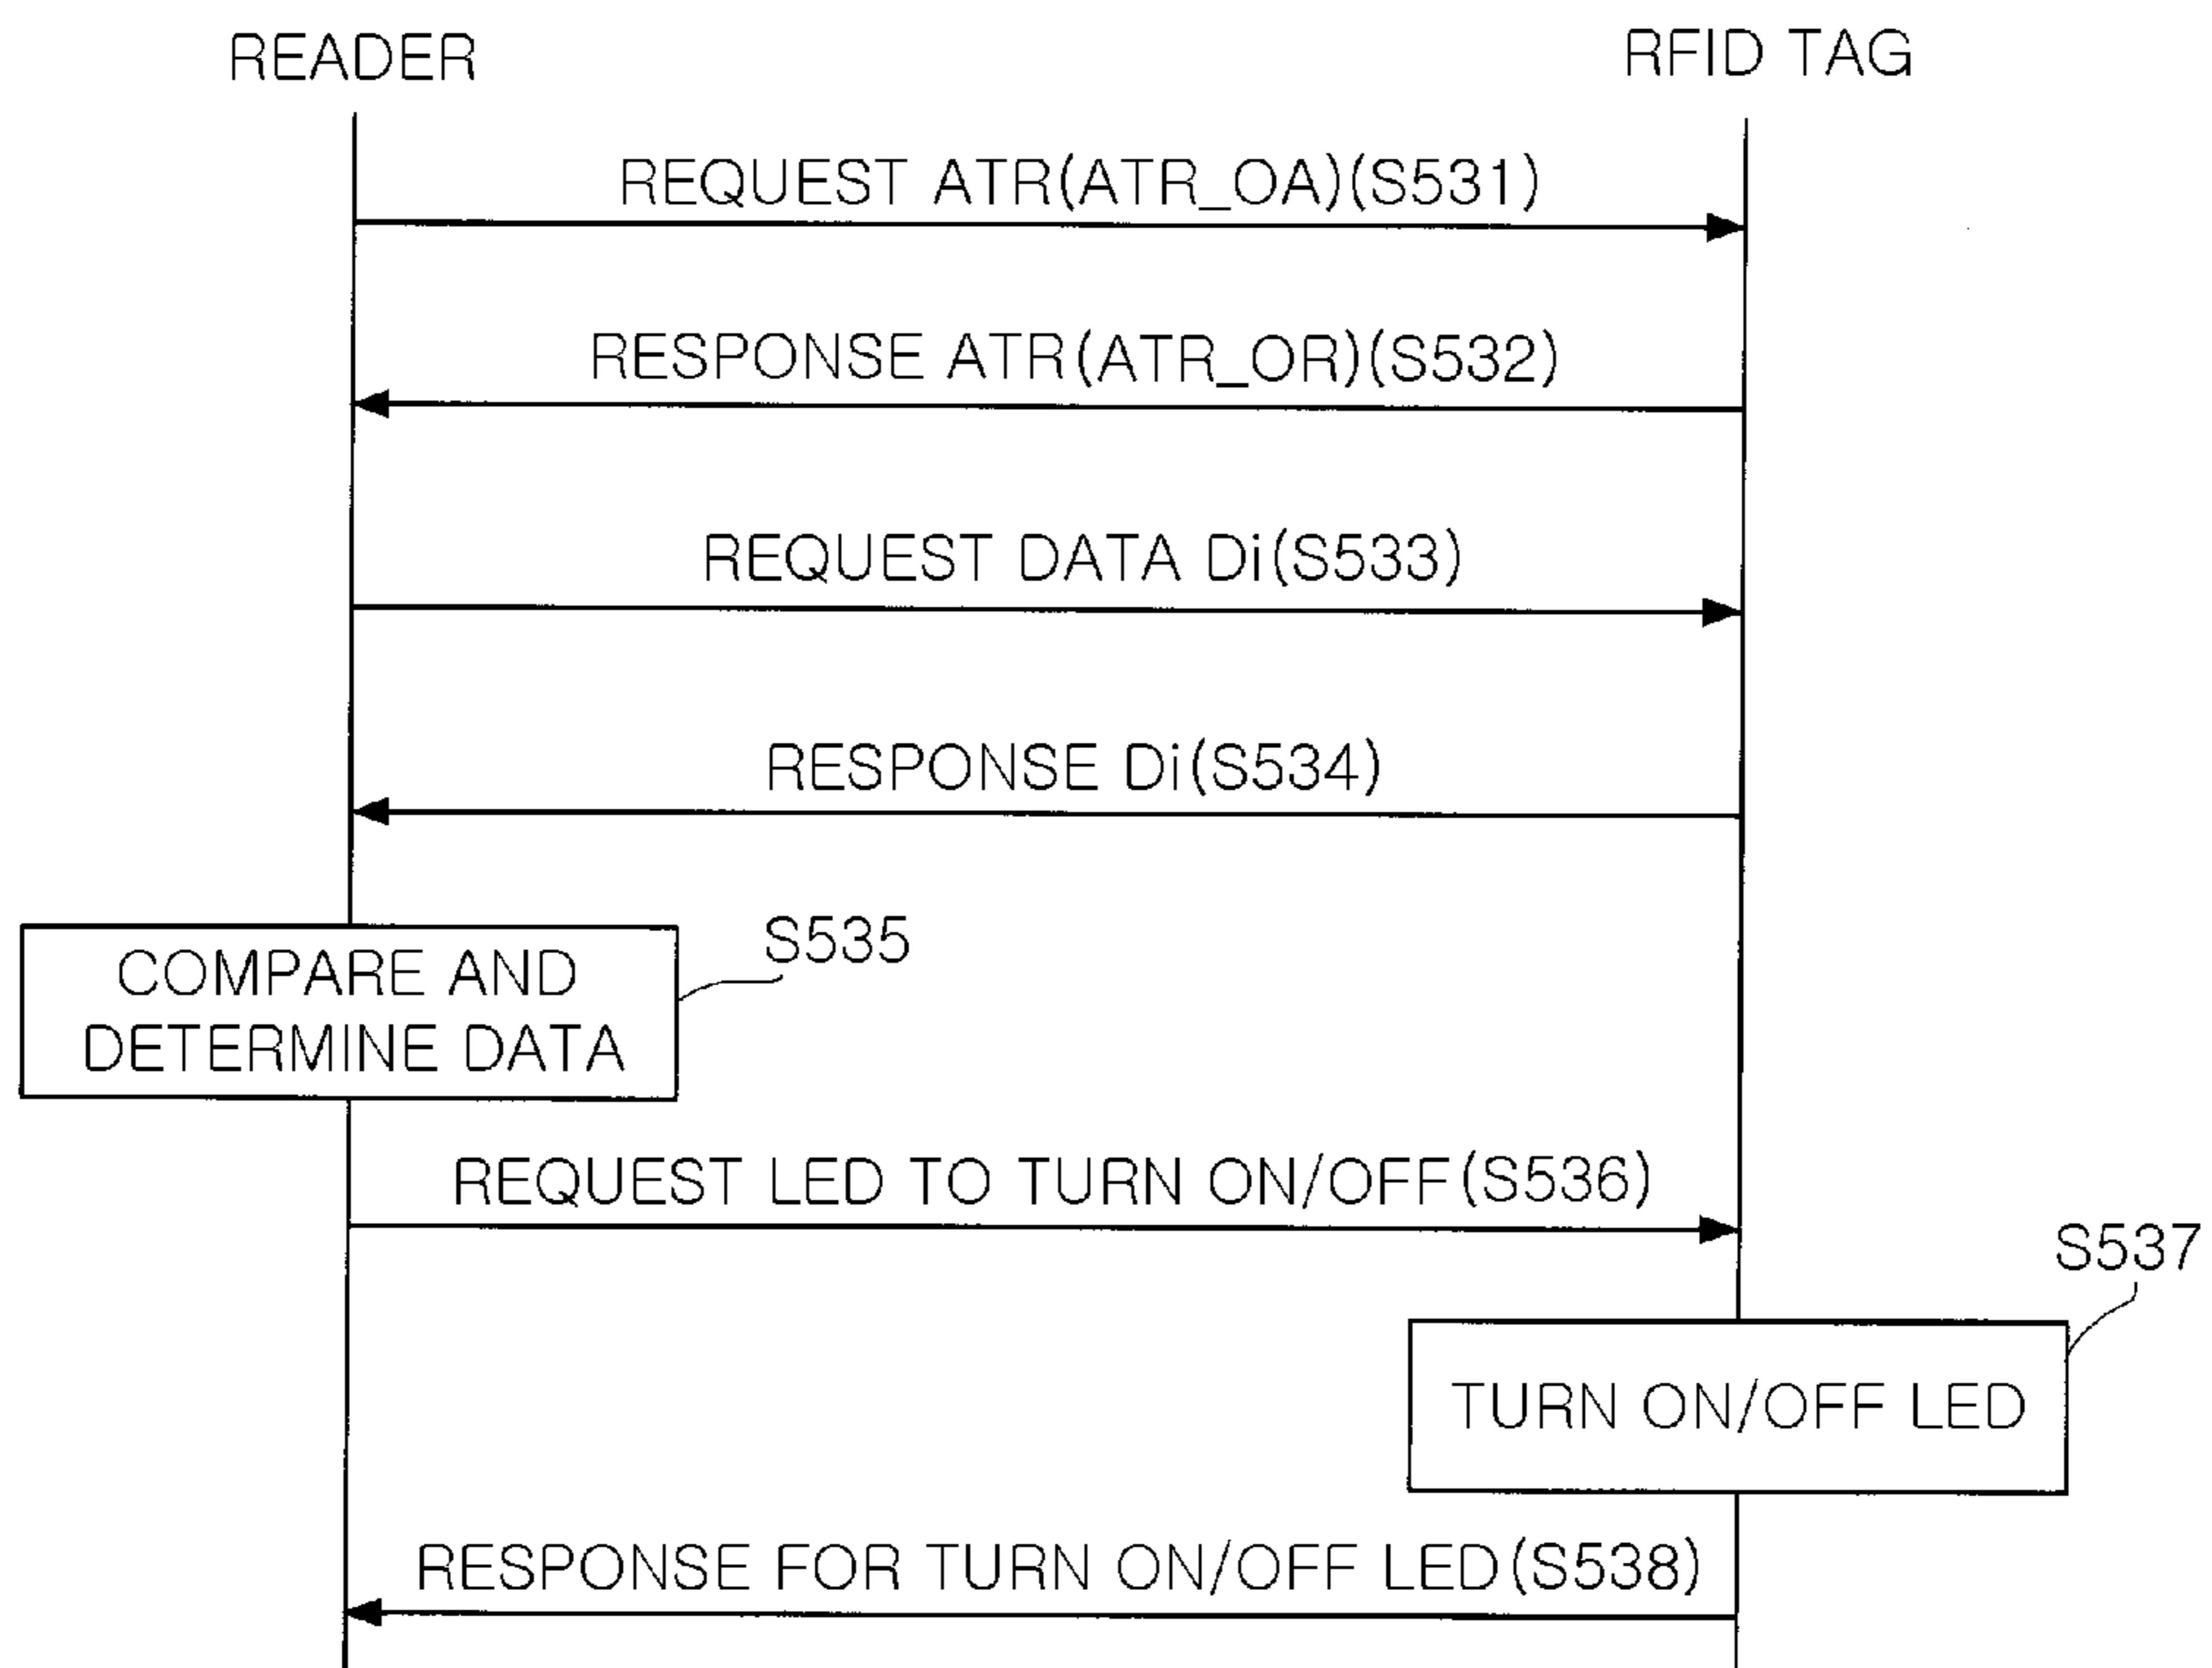 READER
RFID TAG
REQUEST ATR(ATR_OA)(S531)
RESPONSE ATR(ATR_OR)(S532)
REQUEST DATA Di(S533)
RESPONSE Di(S534)
COMPARE AND
DETERMINE DATA
S535
REQUEST LED TO TURN ON/OFF(S536)
S537
TURN ON/OFF LED
RESPONSE FOR TURN ON/OFF LED(S538)